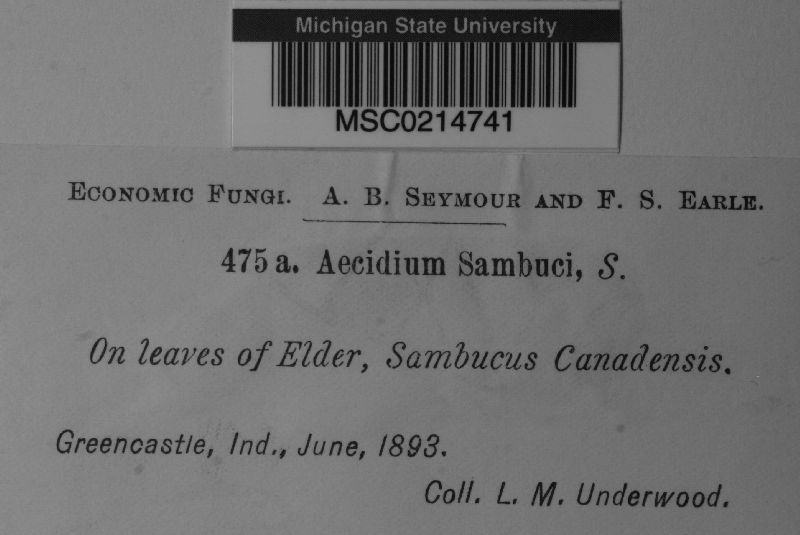 Michigan State University
MSC0214741
ECONOMIC FUNGI. A. B. SEYMOUR AND F. S. EARLE.
475 a. Aecidium Sambuci, S.
On leaves of Elder, Sambucus Canadensis.
Greencastle, Ind., June, 1893.
Coll. L. M. Underwood.